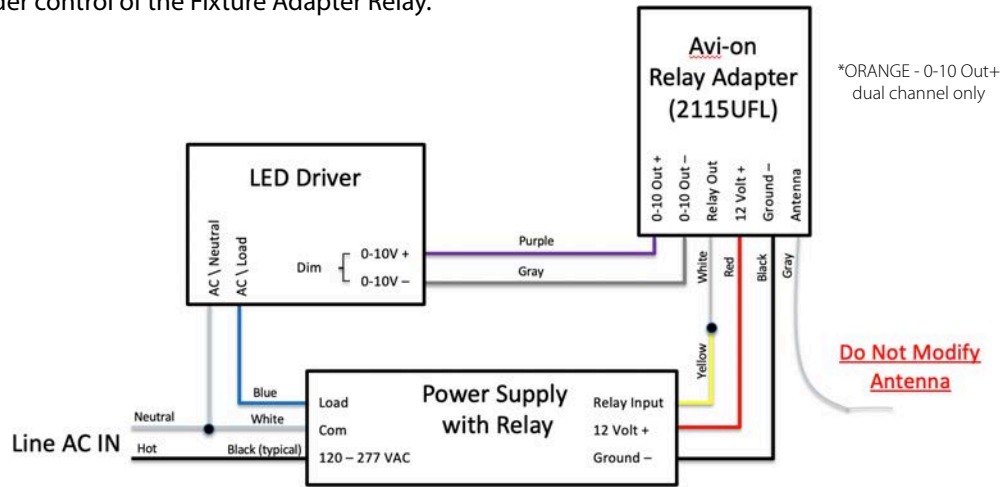 der control of the Fixture Adapter Relay.
Avi-on
Relay Adapter
(2115UFL)
*ORANGE - 0-10 Out+
dual channel only
0-10 Out +
0-10 Out –
Relay Out
12 Volt +
Ground –
Antenna
LED Driver
AC \ Neutral
AC \ Load
Dim
0-10V +
0-10V –
Purple
Gray
White
Red
Black
Gray
Yellow
Do Not Modify
Antenna
Blue
White
Black (typical)
Neutral
Hot
Line AC IN
Power Supply
with Relay
Load
Com
120 – 277 VAC
Relay Input
12 Volt +
Ground –